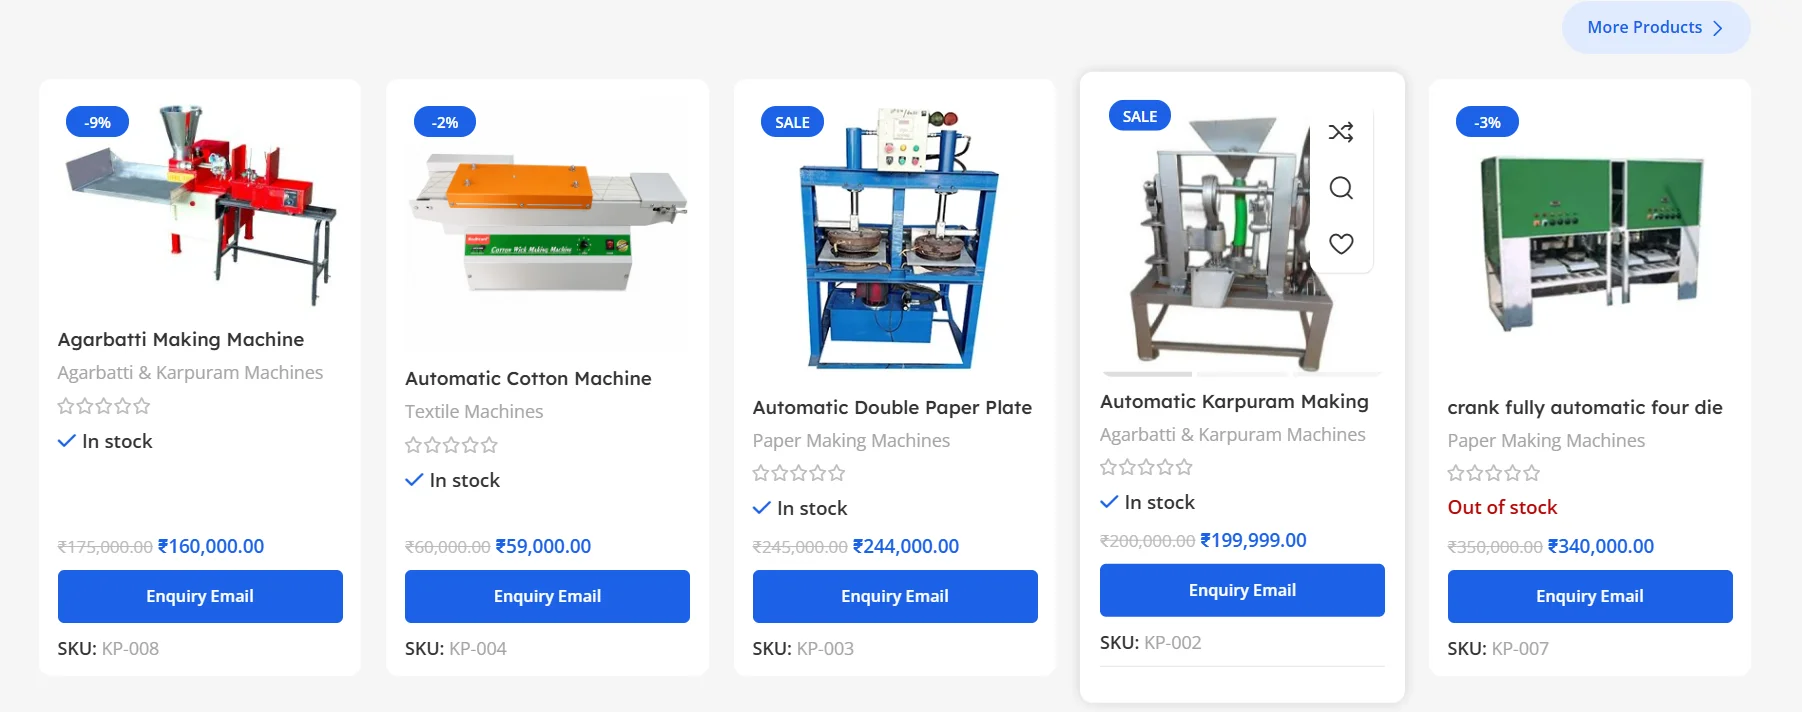 More Products
-9%
Agarbatti Making Machine
Agarbatti & Karpuram Machines
In stock
₹175,000.00 ₹160,000.00
Enquiry Email
SKU: KP-008
-2%
Cotton Wick Making Machine
Automatic Cotton Machine
Textile Machines
In stock
₹60,000.00 ₹59,000.00
Enquiry Email
SKU: KP-004
SALE
Automatic Double Paper Plate
Paper Making Machines
In stock
₹245,000.00 ₹244,000.00
Enquiry Email
SKU: KP-003
SALE
Automatic Karpuram Making
Agarbatti & Karpuram Machines
In stock
₹200,000.00 ₹199,999.00
Enquiry Email
SKU: KP-002
-3%
crank fully automatic four die
Paper Making Machines
Out of stock
₹350,000.00 ₹340,000.00
Enquiry Email
SKU: KP-007